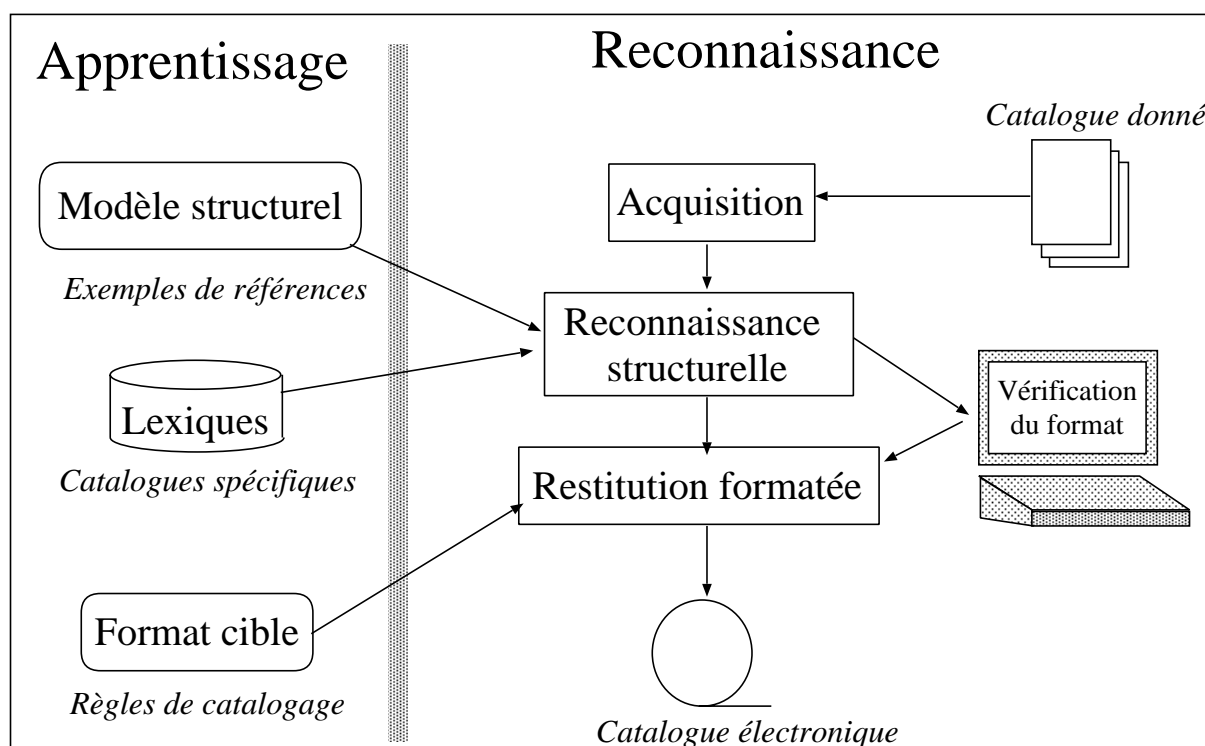 Apprentissage
Modèle structurel
Exemples de références
Lexiques
Catalogues spécifiques
Format cible
Règles de catalogage
Reconnaissance
Catalogue donné
Acquisition
Reconnaissance
structurelle
Vérification
du format
Restitution formatée
Catalogue électronique